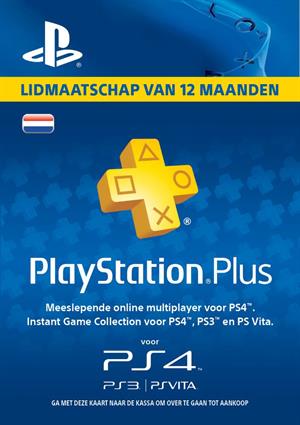 LIDMAATSCHAP VAN 12 MAANDEN
PlayStation®Plus
Meeslepende online multiplayer voor PS4™.
Instant Game Collection voor PS4™, PS3™ en PS Vita.
voor
PS4™
PS3 | PSVITA
GA MET DEZE KAART NAAR DE KASSA OM OVER TE GAAN TOT AANKOOP